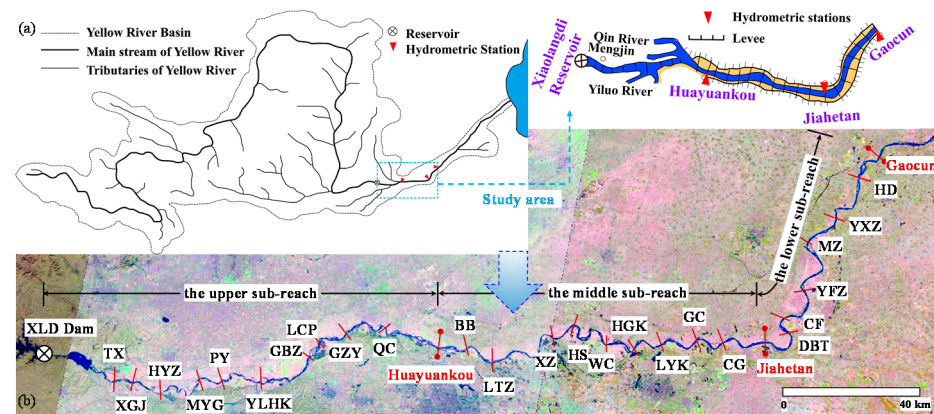 (a)
Yellow River Basin
Main stream of Yellow River
Tributaries of Yellow River
Reservoir
Hydrometric Station
Study area
Xiaolangdi
Reservoir
Qin River
Mengjin
Yiluo River
Huayuankou
Jiahetan
Gaocun
Hydrometric stations
Levee
(b)
the upper sub-reach
the middle sub-reach
the lower sub-reach
XLD Dam
TX
XGJ
HYZ
MYG
PY
YLHK
GBZ
LCP
GZY
QC
Huayuankou
BB
LTZ
XZ
HS
WC
HGK
LYK
GC
CG
Jiahetan
DBT
CF
YFZ
MZ
YXZ
HD
Gaocun
0
40 km